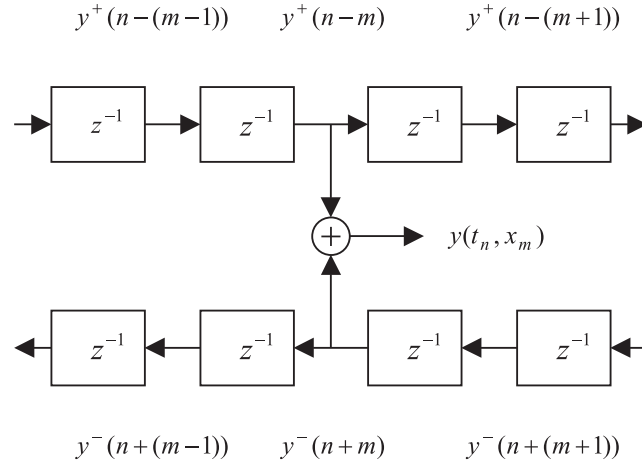 y⁺(n−(m−1)) y⁺(n−m) y⁺(n−(m+1))
z⁻¹ z⁻¹ z⁻¹ z⁻¹
+ y(tₙ, xₘ)
z⁻¹ z⁻¹ z⁻¹ z⁻¹
y⁻(n+(m−1)) y⁻(n+m) y⁻(n+(m+1))